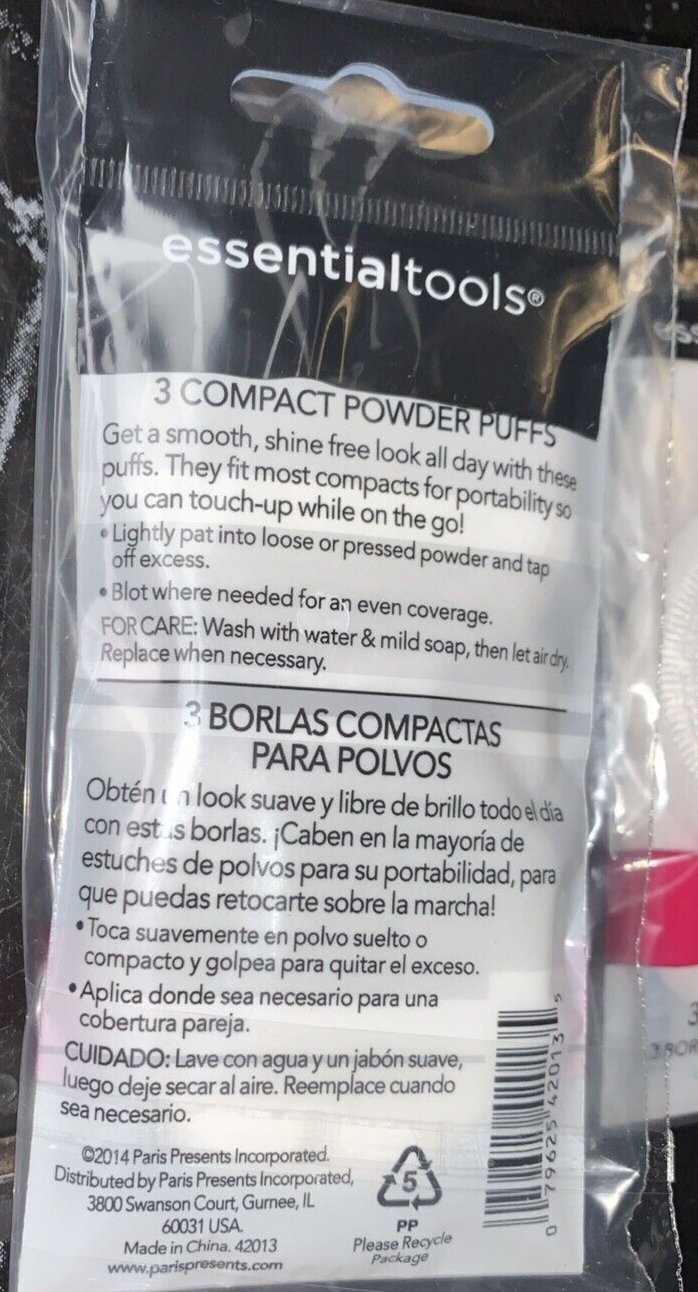 essentialtools®
3 COMPACT POWDER PUFFS
Get a smooth, shine free look all day with these
puffs. They fit most compacts for portability so
you can touch-up while on the go!
• Lightly pat into loose or pressed powder and tap
off excess.
• Blot where needed for an even coverage.
FOR CARE: Wash with water & mild soap, then let air dry.
Replace when necessary.
3 BORLAS COMPACTAS
PARA POLVOS
Obtén un look suave y libre de brillo todo el día
con estas borlas. ¡Caben en la mayoría de
estuches de polvos para su portabilidad, para
que puedas retocarte sobre la marcha!
• Toca suavemente en polvo suelto o
compacto y golpea para quitar el exceso.
• Aplica donde sea necesario para una
cobertura pareja.
CUIDADO: Lave con agua y un jabón suave,
luego deje secar al aire. Reemplace cuando
sea necesario.
©2014 Paris Presents Incorporated.
Distributed by Paris Presents Incorporated,
3800 Swanson Court, Gurnee, IL
60031 USA.
Made in China. 42013
www.parispresents.com
5
PP
Please Recycle
Package
0 79625 42013 5
3
3 BOR